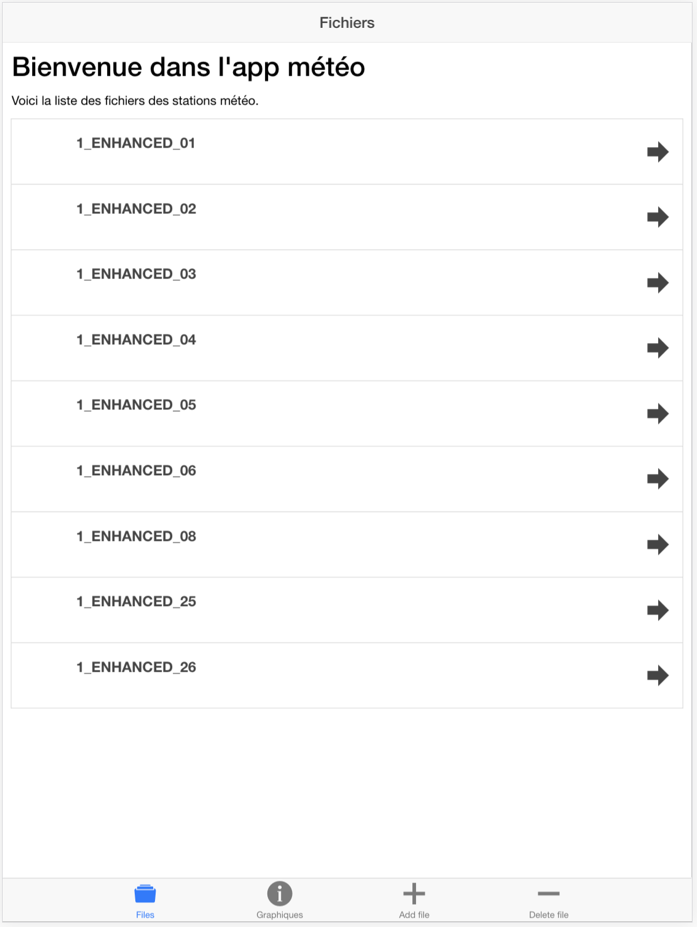 Fichiers
Bienvenue dans l'app météo
Voici la liste des fichiers des stations météo.
1_ENHANCED_01
1_ENHANCED_02
1_ENHANCED_03
1_ENHANCED_04
1_ENHANCED_05
1_ENHANCED_06
1_ENHANCED_08
1_ENHANCED_25
1_ENHANCED_26
Files Graphiques Add file Delete file